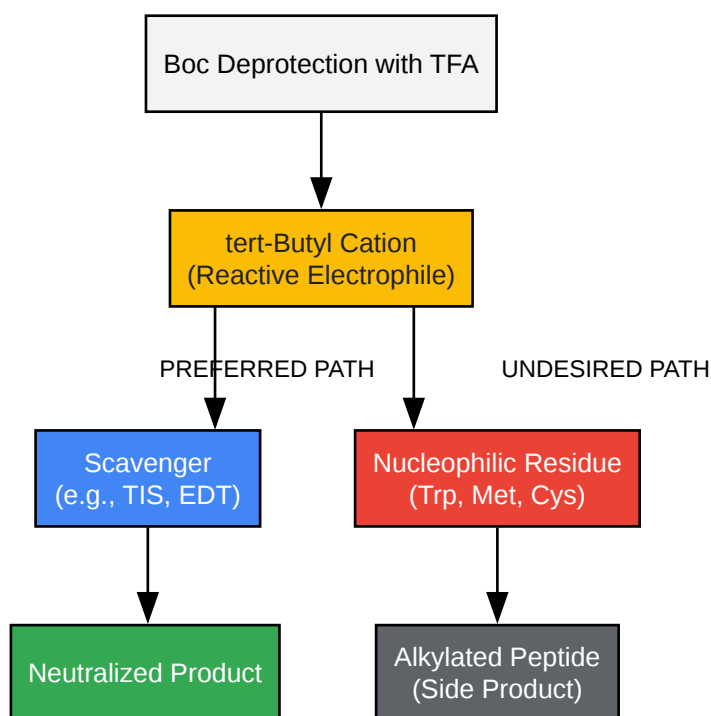 Boc Deprotection with TFA
tert-Butyl Cation
(Reactive Electrophile)
PREFERRED PATH
UNDESIRED PATH
Scavenger
(e.g., TIS, EDT)
Nucleophilic Residue
(Trp, Met, Cys)
Neutralized Product
Alkylated Peptide
(Side Product)